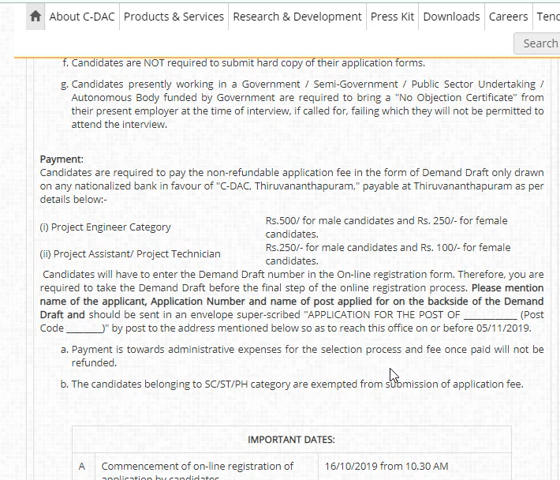 About C-DAC Products & Services Research & Development Press Kit Downloads Careers Tend
Search
f. Candidates are NOT required to submit hard copy of their application forms.
g. Candidates presently working in a Government / Semi-Government / Public Sector Undertaking /
Autonomous Body funded by Government are required to bring a "No Objection Certificate" from
their present employer at the time of interview, if called for, failing which they will not be permitted to
attend the interview.
Payment:
Candidates are required to pay the non-refundable application fee in the form of Demand Draft only drawn
on any nationalized bank in favour of "C-DAC, Thiruvananthapuram," payable at Thiruvananthapuram as per
details below:-
(i) Project Engineer Category Rs.500/ for male candidates and Rs. 250/- for female
candidates.
(ii) Project Assistant/ Project Technician Rs.250/- for male candidates and Rs. 100/- for female
candidates.
Candidates will have to enter the Demand Draft number in the On-line registration form. Therefore, you are
required to take the Demand Draft before the final step of the online registration process. Please mention
name of the applicant, Application Number and name of post applied for on the backside of the Demand
Draft and should be sent in an envelope super-scribed "APPLICATION FOR THE POST OF ___________ (Post
Code _______)" by post to the address mentioned below so as to reach this office on or before 05/11/2019.
a. Payment is towards administrative expenses for the selection process and fee once paid will not be
refunded.
b. The candidates belonging to SC/ST/PH category are exempted from submission of application fee.
IMPORTANT DATES:
A Commencement of on-line registration of 16/10/2019 from 10.30 AM
application by candidates